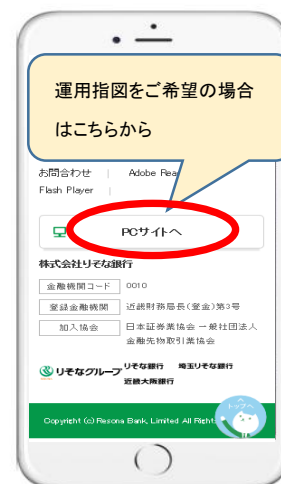 運用指図をご希望の場合
はこちらから
お問合わせ | Adobe Rea
Flash Player |
PCサイトへ
株式会社りそな銀行
金融機関コード 0010
登録金融機関 近畿財務局長(登金)第3号
加入協会 日本証券業協会 一般社団法人
金融先物取引業協会
りそなグループ りそな銀行 埼玉りそな銀行
近畿大阪銀行
Copyright (c) Resona Bank, Limited All Right
トップへ